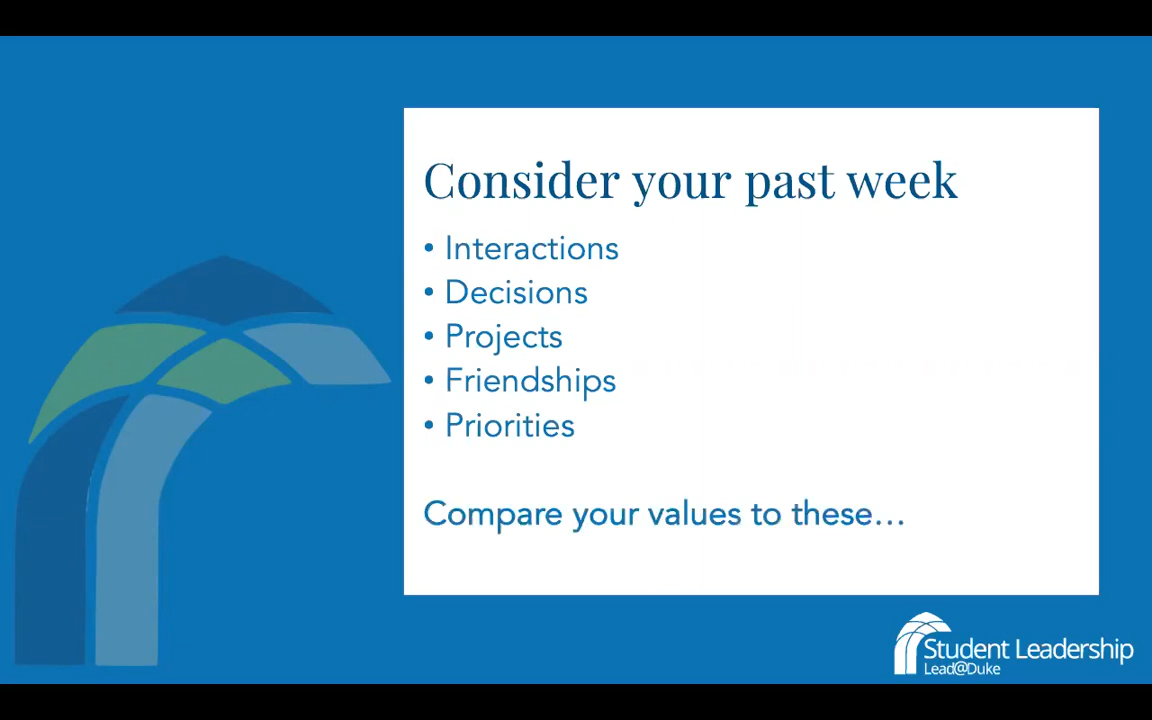 Consider your past week
• Interactions
• Decisions
• Projects
• Friendships
• Priorities
Compare your values to these…
Student Leadership
Lead@Duke